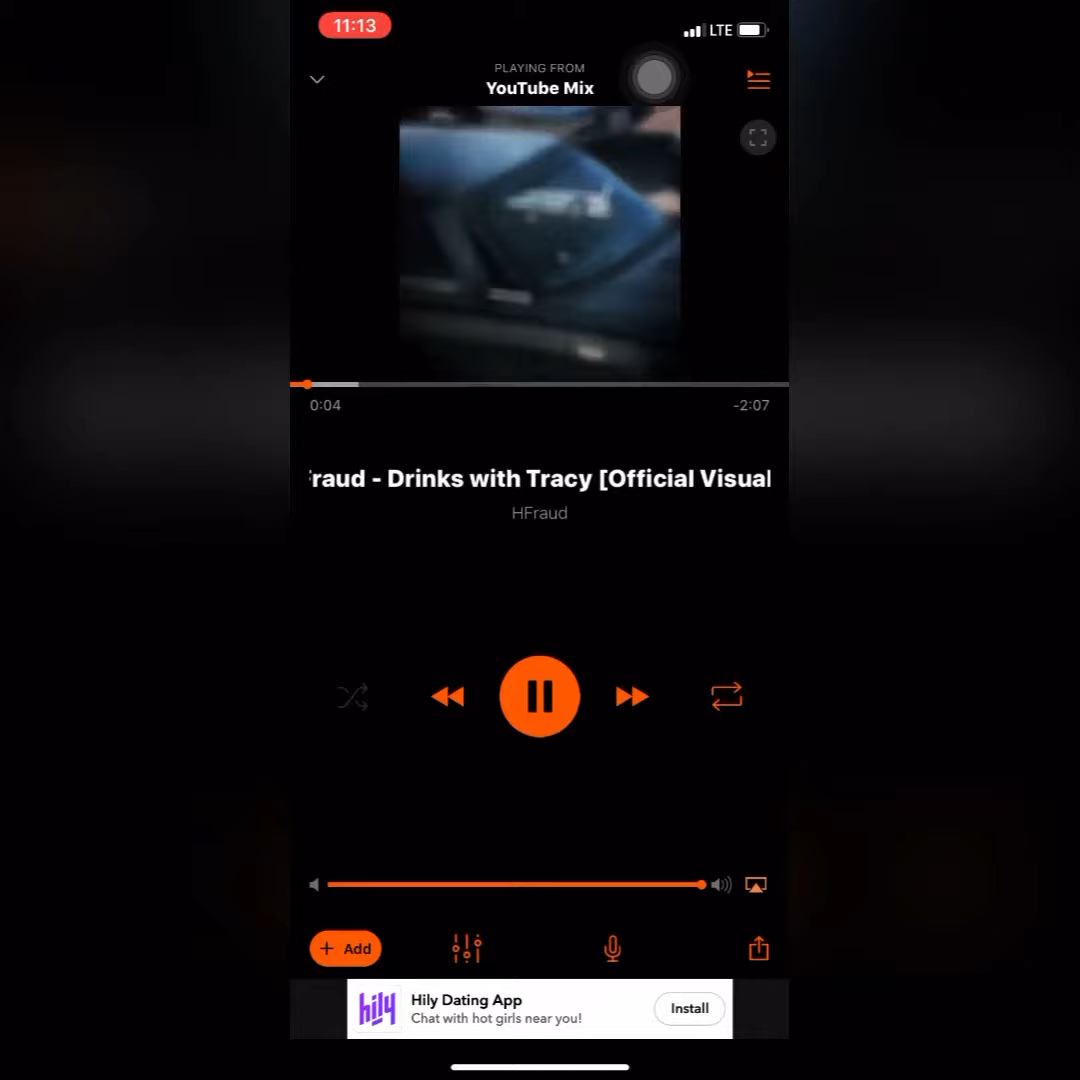 11:13
LTE
PLAYING FROM
YouTube Mix
0:04
-2:07
raud - Drinks with Tracy [Official Visual
HFraud
+ Add
hily
Hily Dating App
Chat with hot girls near you!
Install